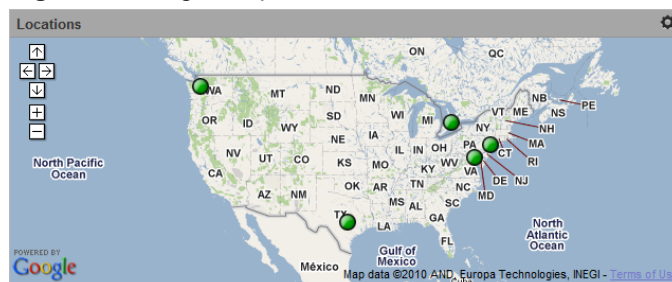 Locations
ON
QC
WA
MT
ND
MN
NB
PE
OR
ID
WY
SD
WI
MI
VT
ME
NS
NY
NH
NE
IA
IL
IN
OH
PA
MA
CT
NV
UT
CO
KS
MO
KY
WV
VA
RI
CA
DE
NJ
North Pacific
Ocean
AZ
NM
OK
AR
TN
NC
MD
MS
AL
SC
TX
LA
GA
North
Atlantic
Ocean
FL
POWERED BY
Google
México
Gulf of
Mexico
Map data ©2010 AND, Europa Technologies, INEGI - Terms of Us